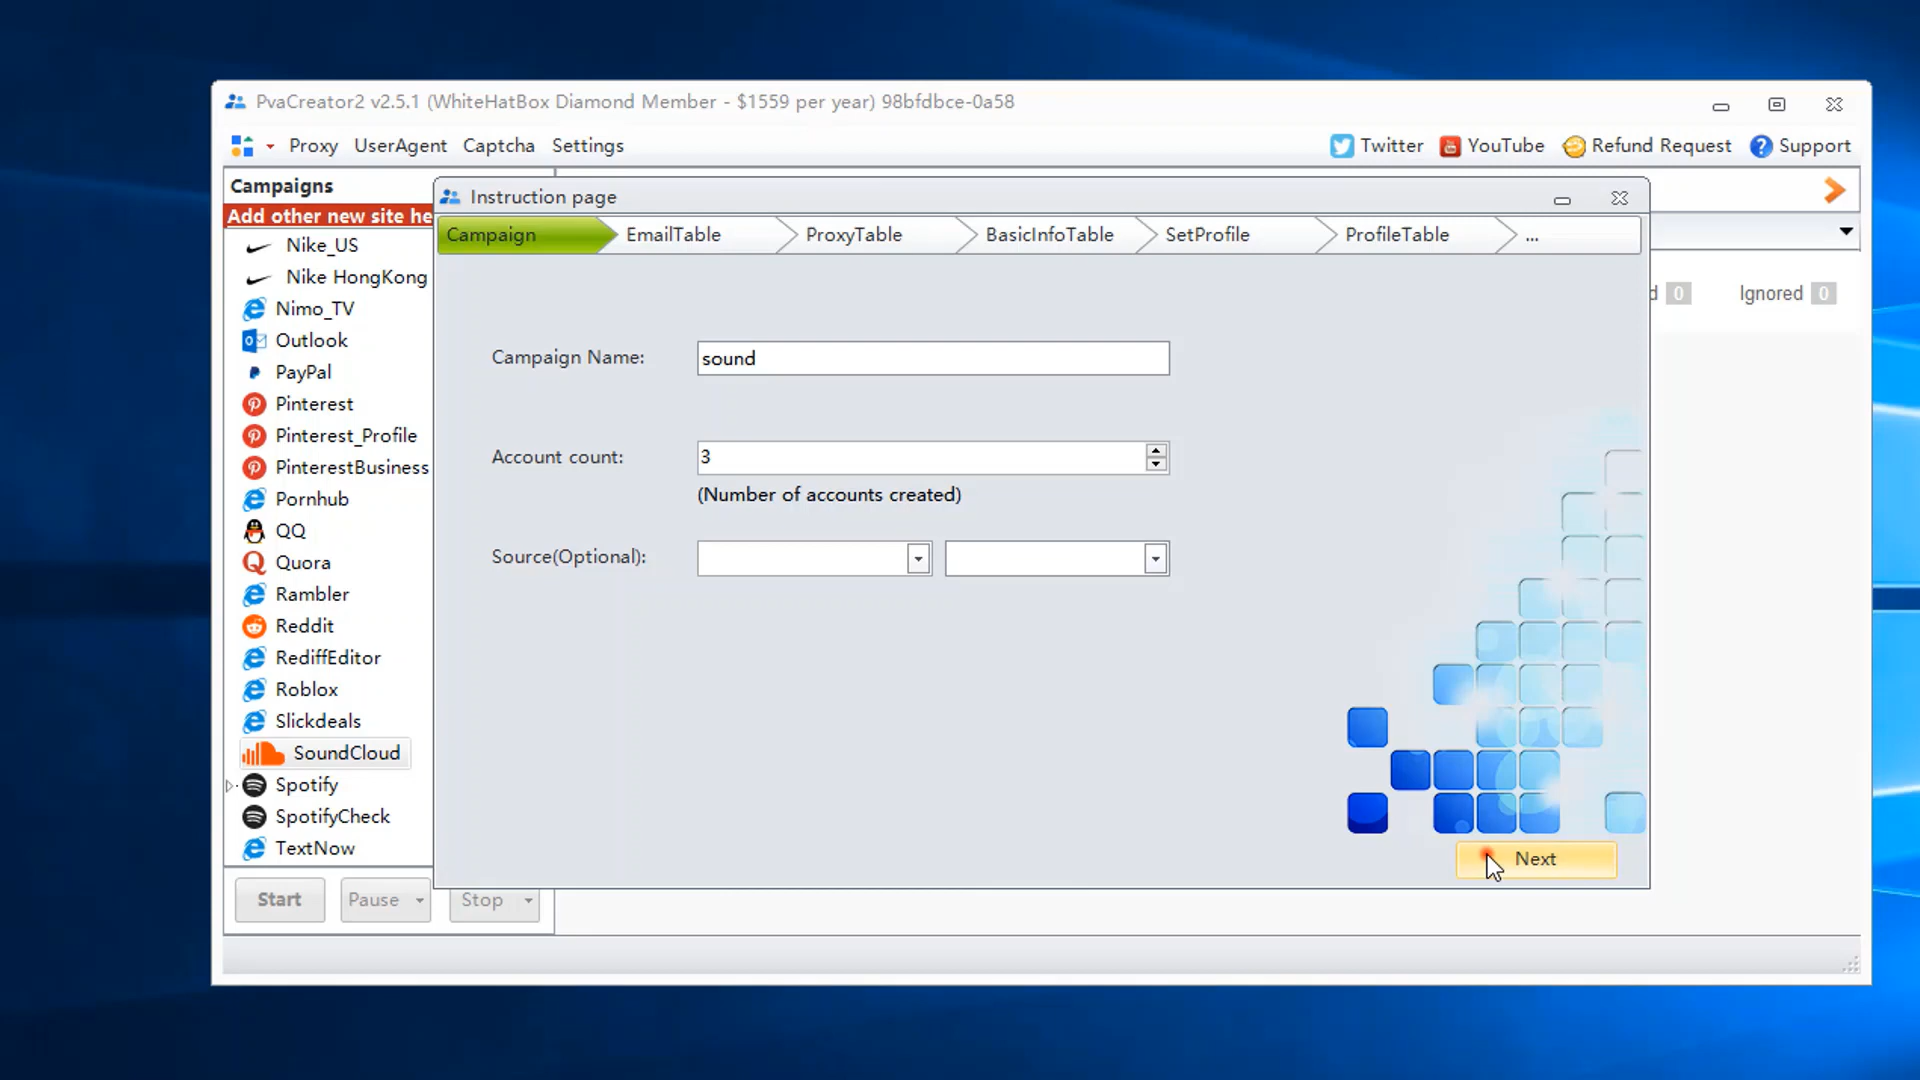 PvaCreator2 v2.5.1 (WhiteHatBox Diamond Member - $1559 per year) 98bfdbce-0a58
Proxy UserAgent Captcha Settings Twitter YouTube Refund Request ? Support
Campaigns
Add other new site he
Nike_US
Nike HongKong
Nimo_TV
Outlook
PayPal
Pinterest
Pinterest_Profile
PinterestBusiness
Pornhub
QQ
Quora
Rambler
Reddit
RediffEditor
Roblox
Slickdeals
SoundCloud
Spotify
SpotifyCheck
TextNow
Start Pause Stop
Instruction page
Campaign EmailTable ProxyTable BasicInfoTable SetProfile ProfileTable ...
Campaign Name: sound
Account count: 3
(Number of accounts created)
Source(Optional):
Next
d 0 Ignored 0